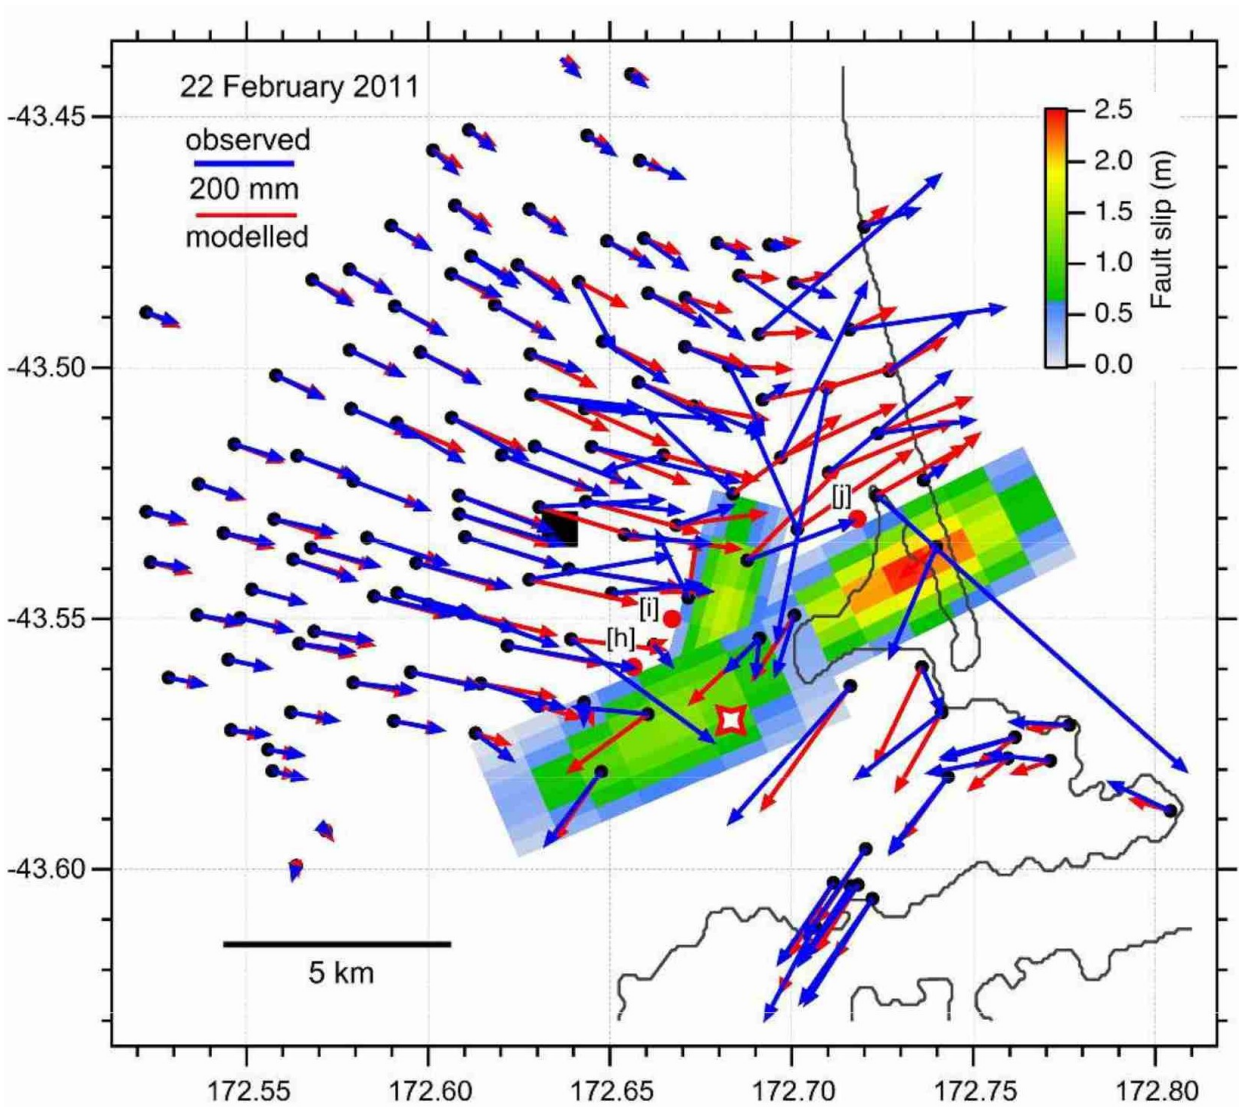 22 February 2011
observed
200 mm
modelled
2.5
2.0
1.5
1.0
0.5
0.0
Fault slip (m)
-43.45
-43.50
-43.55
-43.60
[j]
[i]
[h]
5 km
172.55 172.60 172.65 172.70 172.75 172.80